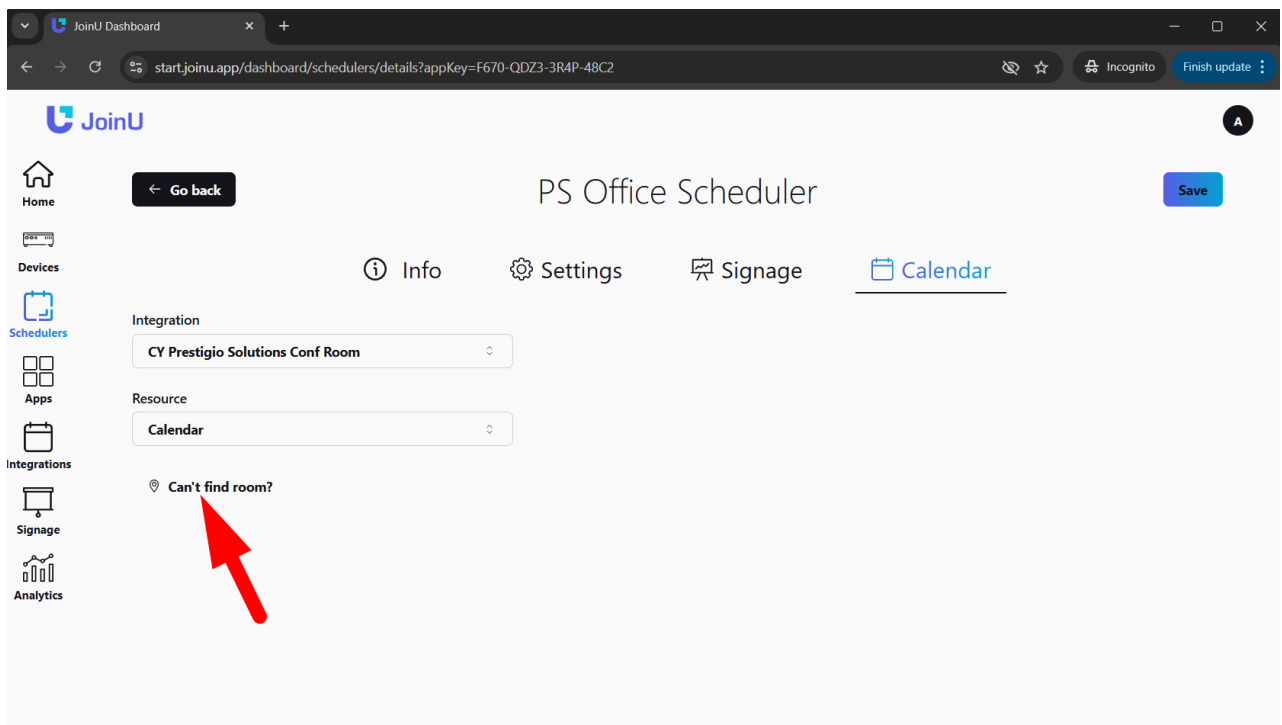 JoinU Dashboard
start.joinu.app/dashboard/schedulers/details?appKey=F670-QDZ3-3R4P-48C2
Incognito
Finish update
JoinU
A
Home
Go back
PS Office Scheduler
Save
Devices
Info
Settings
Signage
Calendar
Schedulers
Integration
CY Prestigio Solutions Conf Room
Apps
Resource
Calendar
Integrations
Can't find room?
Signage
Analytics